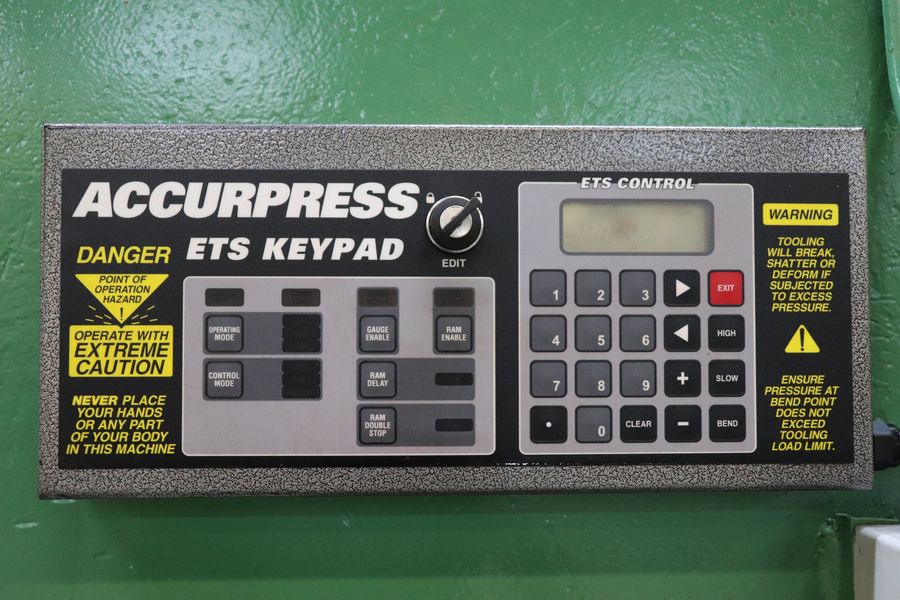 ACCURPRESS
ETS KEYPAD
EDIT
DANGER
POINT OF
OPERATION
HAZARD
!
OPERATE WITH
EXTREME
CAUTION
NEVER PLACE
YOUR HANDS
OR ANY PART
OF YOUR BODY
IN THIS MACHINE
OPERATING
MODE
CONTROL
MODE
GAUGE
ENABLE
RAM
ENABLE
RAM
DELAY
RAM
DOUBLE
STOP
ETS CONTROL
1 2 3 EXIT
4 5 6 HIGH
7 8 9 + SLOW
. 0 CLEAR - BEND
WARNING
TOOLING
WILL BREAK,
SHATTER OR
DEFORM IF
SUBJECTED
TO EXCESS
PRESSURE.
!
ENSURE
PRESSURE AT
BEND POINT
DOES NOT
EXCEED
TOOLING
LOAD LIMIT.